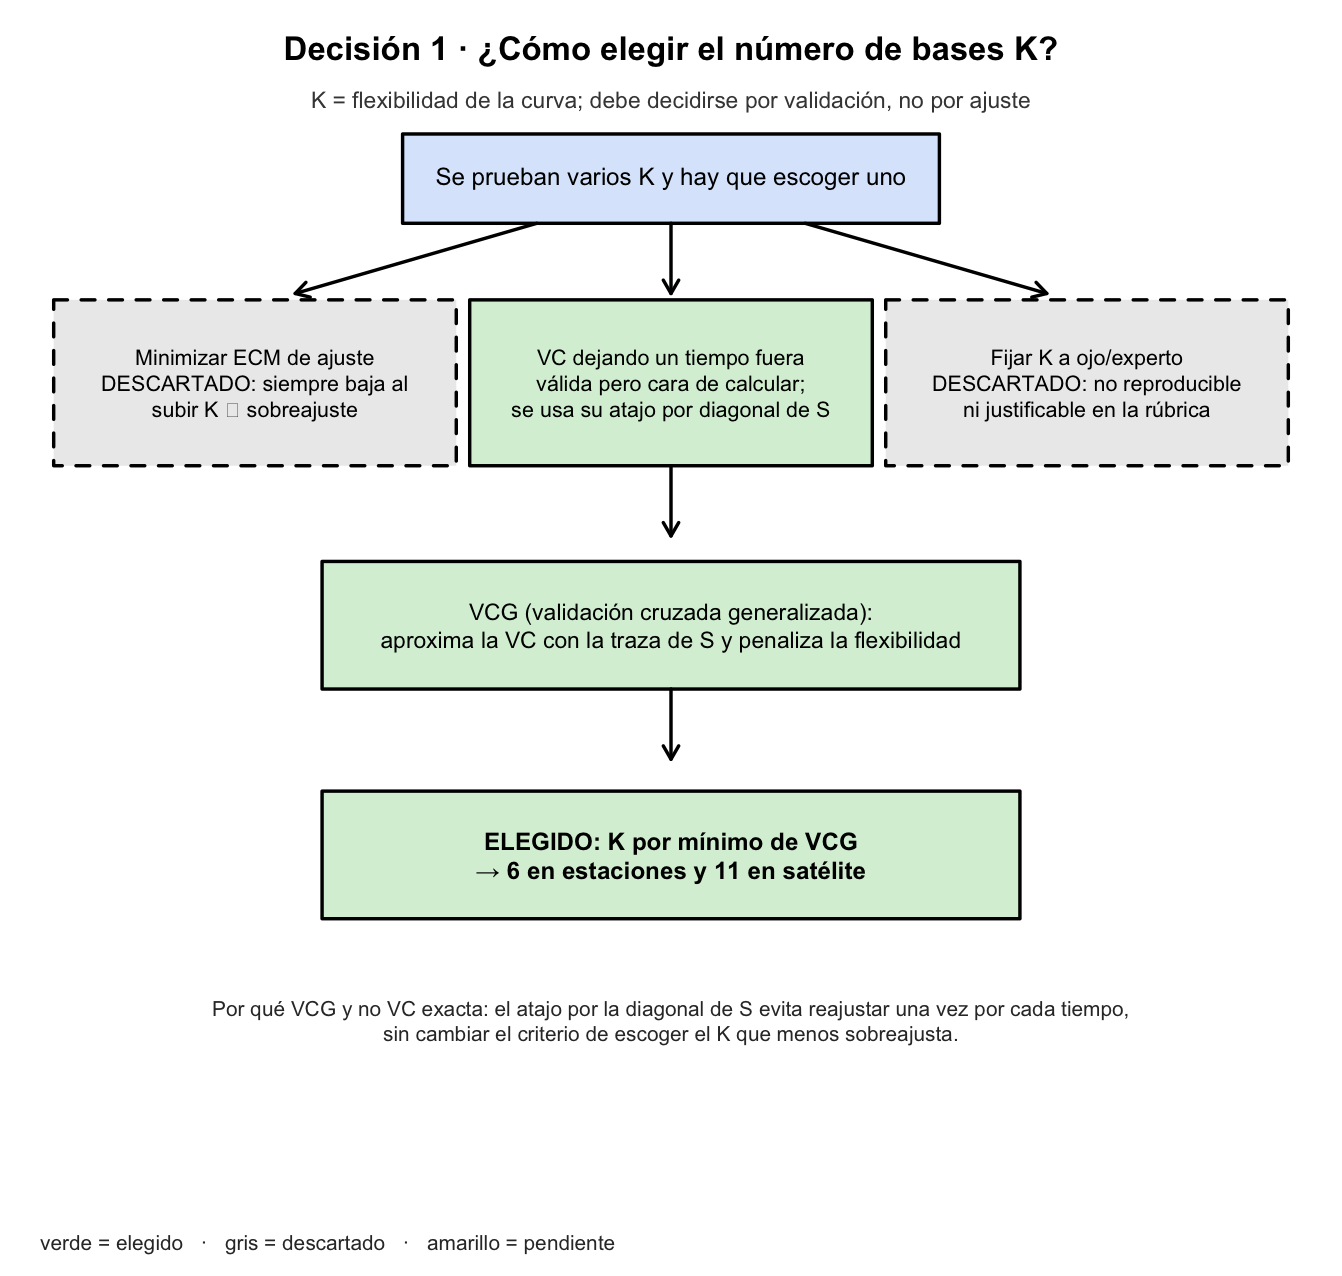 Decisión 1 · ¿Cómo elegir el número de bases K?
K = flexibilidad de la curva; debe decidirse por validación, no por ajuste
Se prueban varios K y hay que escoger uno
Minimizar ECM de ajuste
DESCARTADO: siempre baja al
subir K □ sobreajuste
VC dejando un tiempo fuera
válida pero cara de calcular;
se usa su atajo por diagonal de S
Fijar K a ojo/experto
DESCARTADO: no reproducible
ni justificable en la rúbrica
VCG (validación cruzada generalizada):
aproxima la VC con la traza de S y penaliza la flexibilidad
ELEGIDO: K por mínimo de VCG
→ 6 en estaciones y 11 en satélite
Por qué VCG y no VC exacta: el atajo por la diagonal de S evita reajustar una vez por cada tiempo,
sin cambiar el criterio de escoger el K que menos sobreajusta.
verde = elegido · gris = descartado · amarillo = pendiente